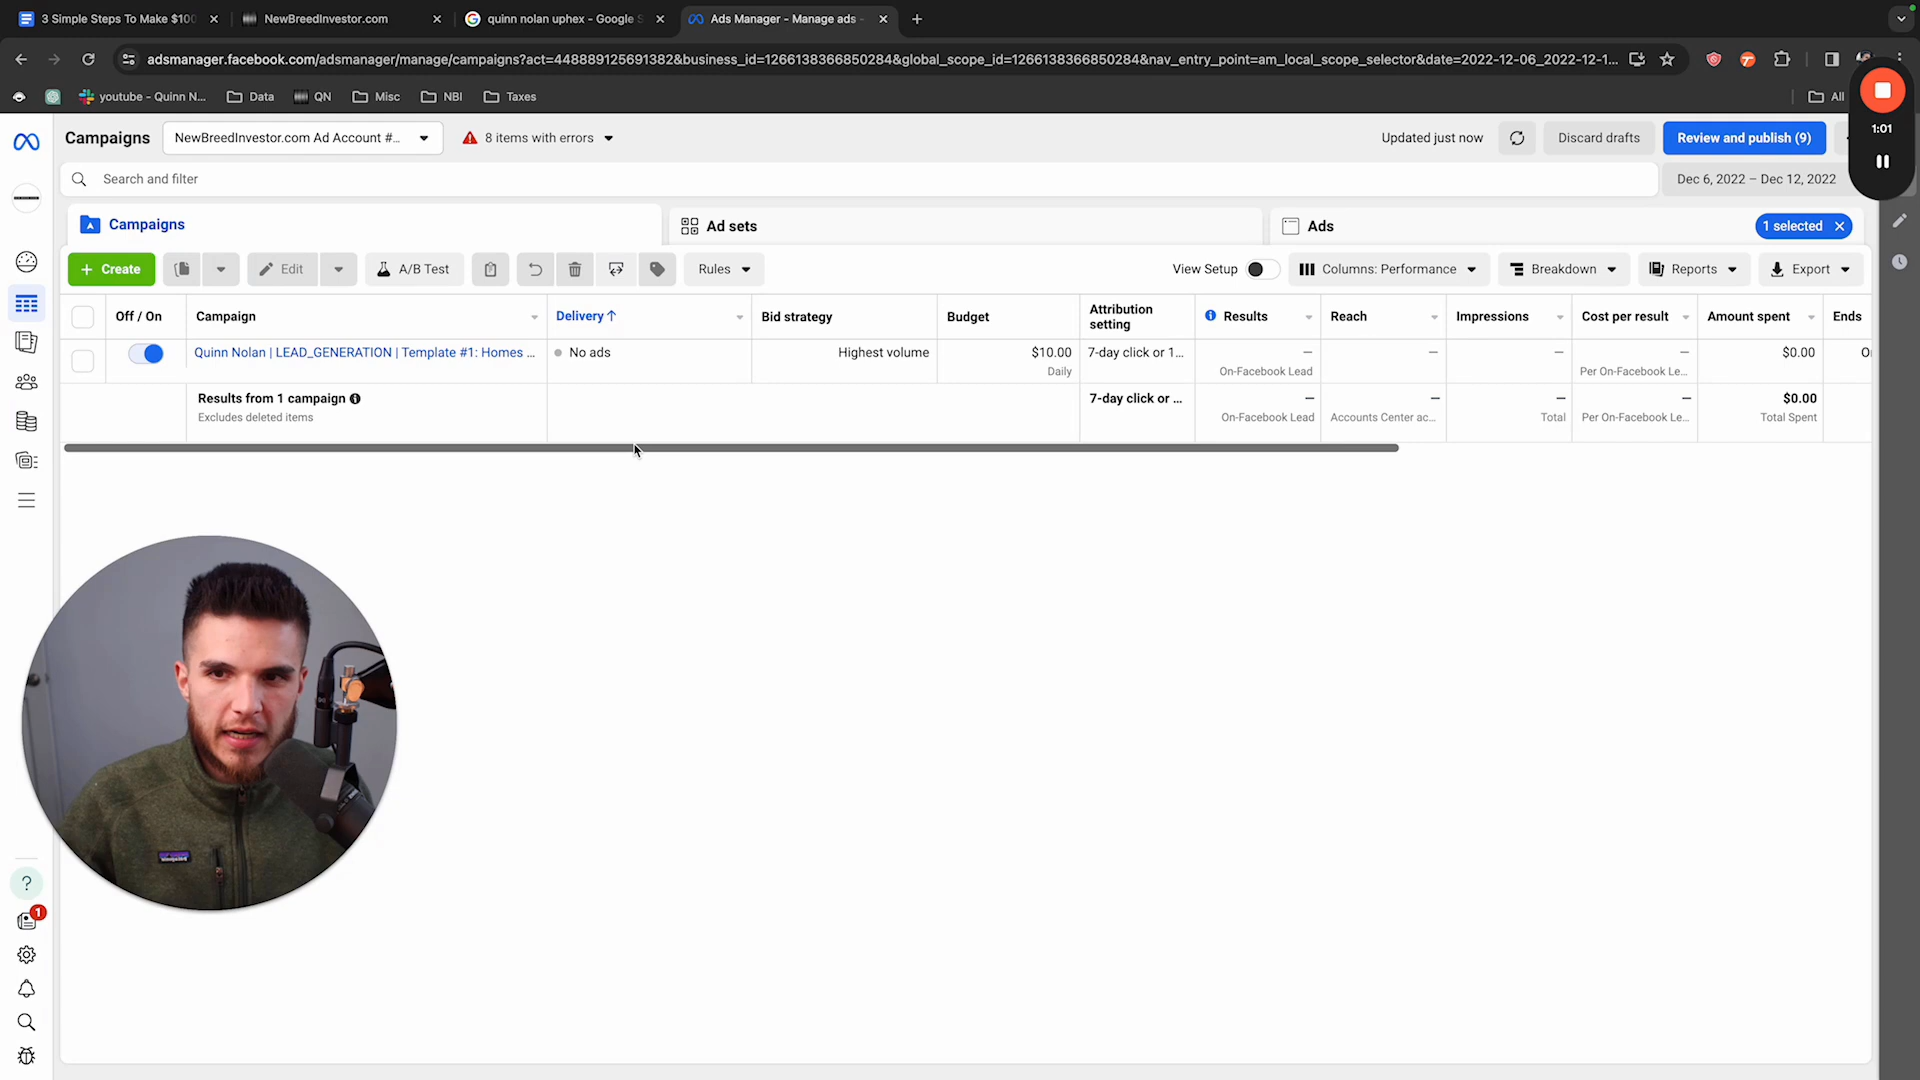 3 Simple Steps To Make $100
NewBreedInvestor.com
quinn nolan uphex - Google S
Ads Manager - Manage ads -
adsmanager.facebook.com/adsmanager/manage/campaigns?act=448889125691382&business_id=1266138366850284&global_scope_id=1266138366850284&nav_entry_point=am_local_scope_selector&date=2022-12-06_2022-12-1...
youtube - Quinn N...
Data
QN
Misc
NBI
Taxes
All
1:01
Campaigns
NewBreedInvestor.com Ad Account #...
8 items with errors
Updated just now
Discard drafts
Review and publish (9)
Search and filter
Dec 6, 2022 – Dec 12, 2022
Campaigns
Ad sets
Ads
1 selected
+ Create
Edit
A/B Test
Rules
View Setup
Columns: Performance
Breakdown
Reports
Export
Off / On
Campaign
Delivery ↑
Bid strategy
Budget
Attribution setting
Results
Reach
Impressions
Cost per result
Amount spent
Ends
Quinn Nolan | LEAD_GENERATION | Template #1: Homes ...
No ads
Highest volume
$10.00
Daily
7-day click or 1...
—
On-Facebook Lead
—
—
—
Per On-Facebook Le...
$0.00
Results from 1 campaign
Excludes deleted items
7-day click or ...
—
On-Facebook Lead
—
Accounts Center ac...
—
Total
—
Per On-Facebook Le...
$0.00
Total Spent
?
1